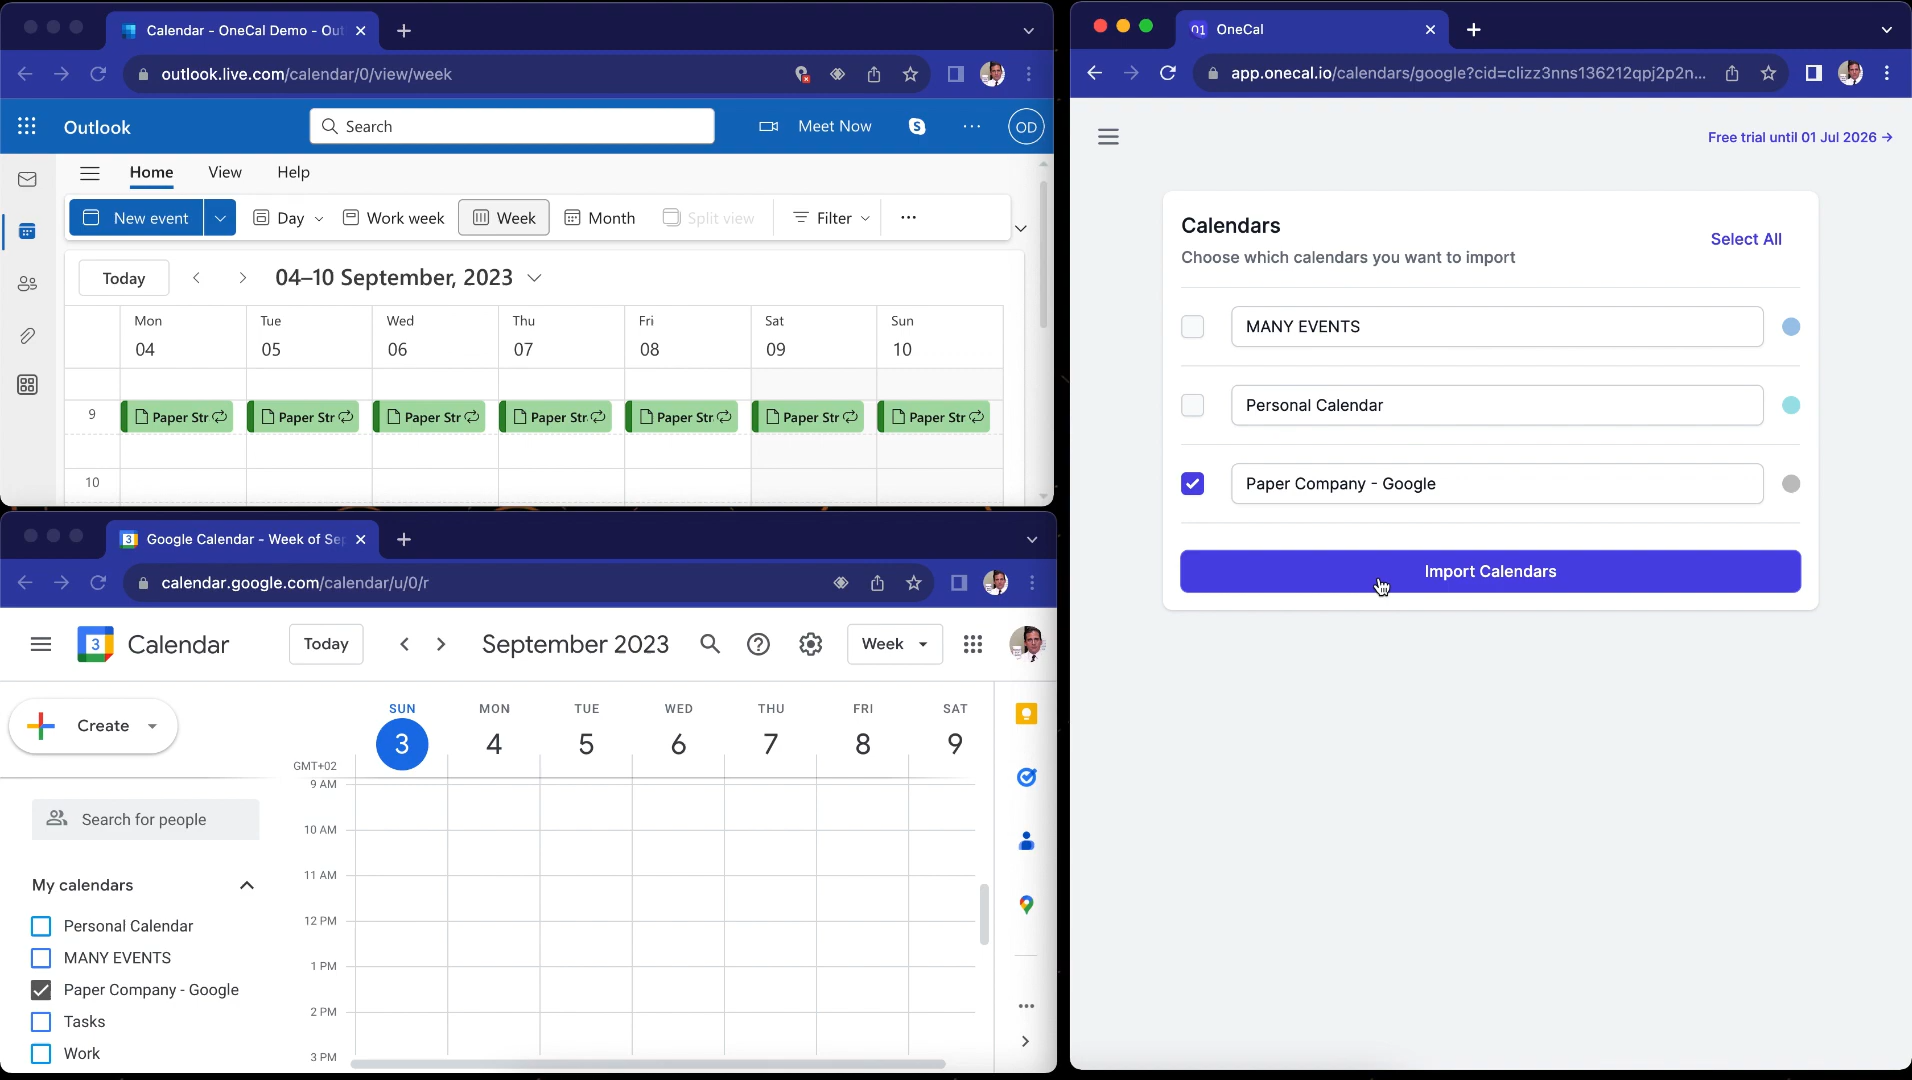 Calendar - OneCal Demo - Out
outlook.live.com/calendar/0/view/week
Outlook
Search
Meet Now
OD
Home View Help
New event Day Work week Week Month Split view Filter
Today
04–10 September, 2023
Mon Tue Wed Thu Fri Sat Sun
04 05 06 07 08 09 10
9 Paper Str Paper Str Paper Str Paper Str Paper Str Paper Str Paper Str
10
Google Calendar - Week of Sep
calendar.google.com/calendar/u/0/r
3 Calendar
Today
September 2023
Week
Create
SUN MON TUE WED THU FRI SAT
3 4 5 6 7 8 9
GMT+02
9 AM
10 AM
11 AM
12 PM
1 PM
2 PM
3 PM
Search for people
My calendars
Personal Calendar
MANY EVENTS
Paper Company - Google
Tasks
Work
01 OneCal
app.onecal.io/calendars/google?cid=clizz3nns136212qpj2p2n...
Free trial until 01 Jul 2026 →
Calendars
Choose which calendars you want to import
Select All
MANY EVENTS
Personal Calendar
Paper Company - Google
Import Calendars